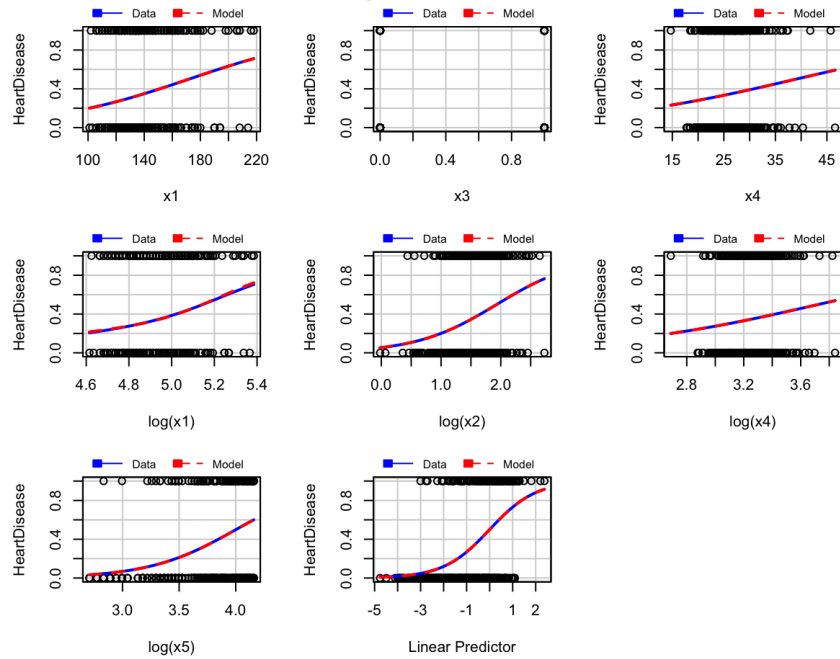 Data Model
HeartDisease
0.0 0.4 0.8
100 140 180 220
x1
Data Model
HeartDisease
0.0 0.4 0.8
0.0 0.4 0.8
x3
Data Model
HeartDisease
0.0 0.4 0.8
15 25 35 45
x4
Data Model
HeartDisease
0.0 0.4 0.8
4.6 4.8 5.0 5.2 5.4
log(x1)
Data Model
HeartDisease
0.0 0.4 0.8
0.0 1.0 2.0
log(x2)
Data Model
HeartDisease
0.0 0.4 0.8
2.8 3.2 3.6
log(x4)
Data Model
HeartDisease
0.0 0.4 0.8
3.0 3.5 4.0
log(x5)
Data Model
HeartDisease
0.0 0.4 0.8
-5 -3 -1 1 2
Linear Predictor